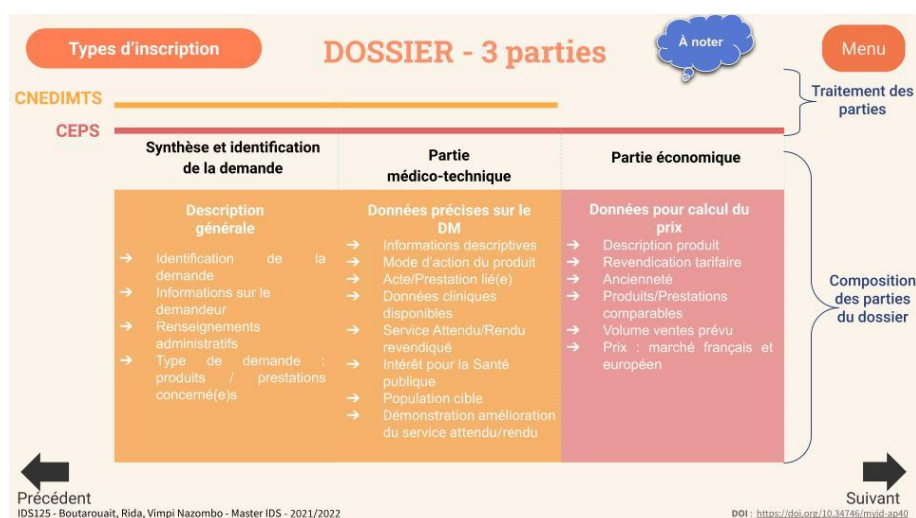 Types d'inscription
DOSSIER - 3 parties
À noter
Menu
CNEDIMTS
CEPS
Traitement des
parties
Synthèse et identification
de la demande
Partie
médico-technique
Partie économique
Description
générale
→ Identification de la
demande
→ Informations sur le
demandeur
→ Renseignements
administratifs
→ Type de demande :
produits / prestations
concerné(e)s
Données précises sur le
DM
→ Informations descriptives
→ Mode d'action du produit
→ Acte/Prestation lié(e)
→ Données cliniques
disponibles
→ Service Attendu/Rendu
revendiqué
→ Intérêt pour la Santé
publique
→ Population cible
→ Démonstration amélioration
du service attendu/rendu
Données pour calcul du
prix
→ Description produit
→ Revendication tarifaire
→ Ancienneté
→ Produits/Prestations
comparables
→ Volume ventes prévu
→ Prix : marché français et
européen
Composition
des parties
du dossier
Précédent
Suivant
IDS125 - Boutarouait, Rida, Vimpi Nazombo - Master IDS - 2021/2022
DOI : https://doi.org/10.34746/myjd-ap40